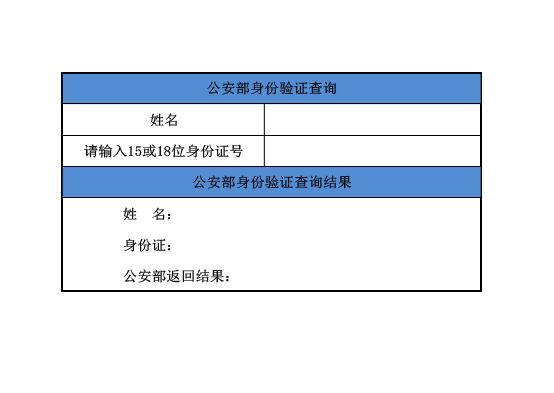 公安部身份验证查询
姓名
请输入15或18位身份证号
公安部身份验证查询结果
姓　名：
身份证：
公安部返回结果：